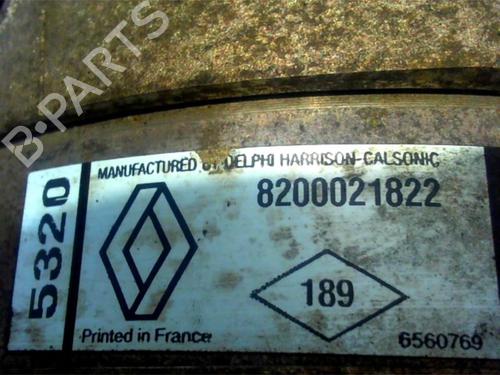 B-PARTS
MANUFACTURED BY DELPHI HARRISON-CALSONIC
5320
8200021822
189
Printed in France
6560769